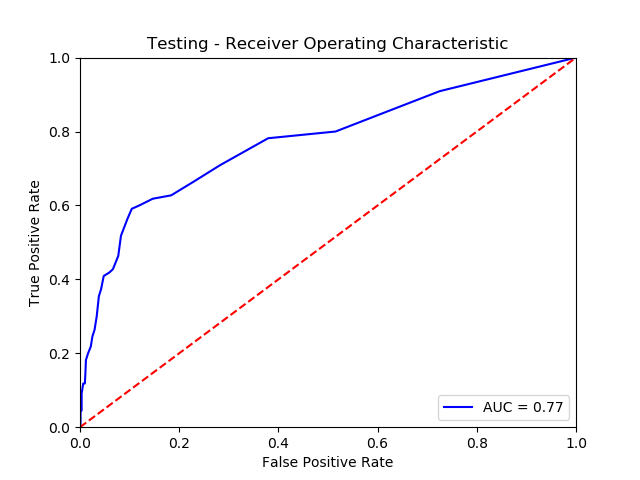 Testing - Receiver Operating Characteristic
1.0
0.8
0.6
0.4
0.2
0.0
True Positive Rate
AUC = 0.77
0.0 0.2 0.4 0.6 0.8 1.0
False Positive Rate